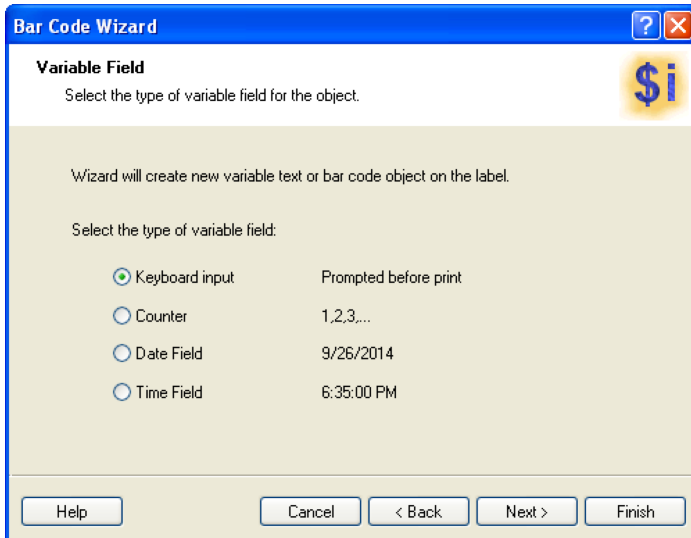 Bar Code Wizard ?
Variable Field
Select the type of variable field for the object.
$i
Wizard will create new variable text or bar code object on the label.
Select the type of variable field:
Keyboard input Prompted before print
Counter 1,2,3,...
Date Field 9/26/2014
Time Field 6:35:00 PM
Help Cancel < Back Next > Finish